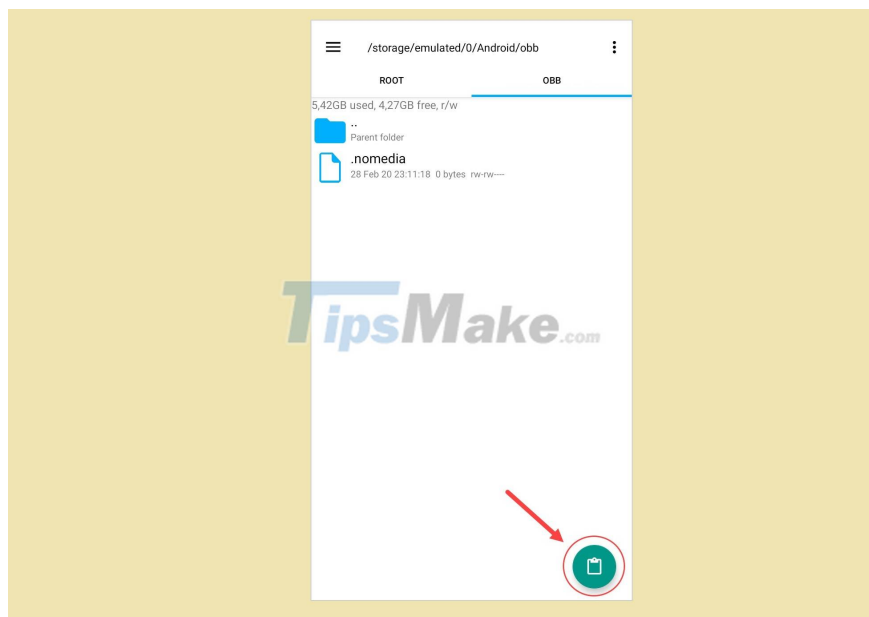 /storage/emulated/0/Android/obb
ROOT OBB
5,42GB used, 4,27GB free, r/w
..
Parent folder
.nomedia
28 Feb 20 23:11:18 0 bytes rw-rw----
TipsMake.com